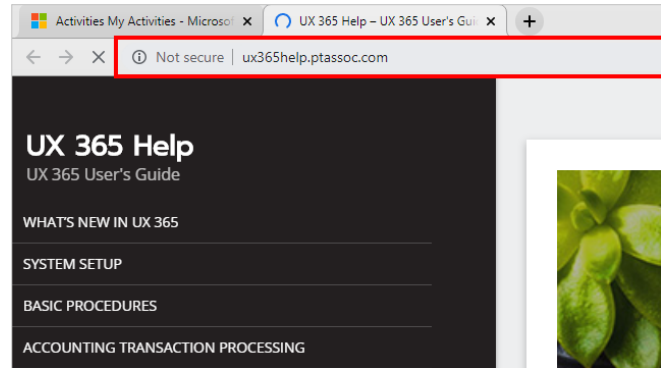 Activities My Activities - Microsof
UX 365 Help – UX 365 User's Gui
Not secure | ux365help.ptassoc.com
UX 365 Help
UX 365 User's Guide
WHAT'S NEW IN UX 365
SYSTEM SETUP
BASIC PROCEDURES
ACCOUNTING TRANSACTION PROCESSING